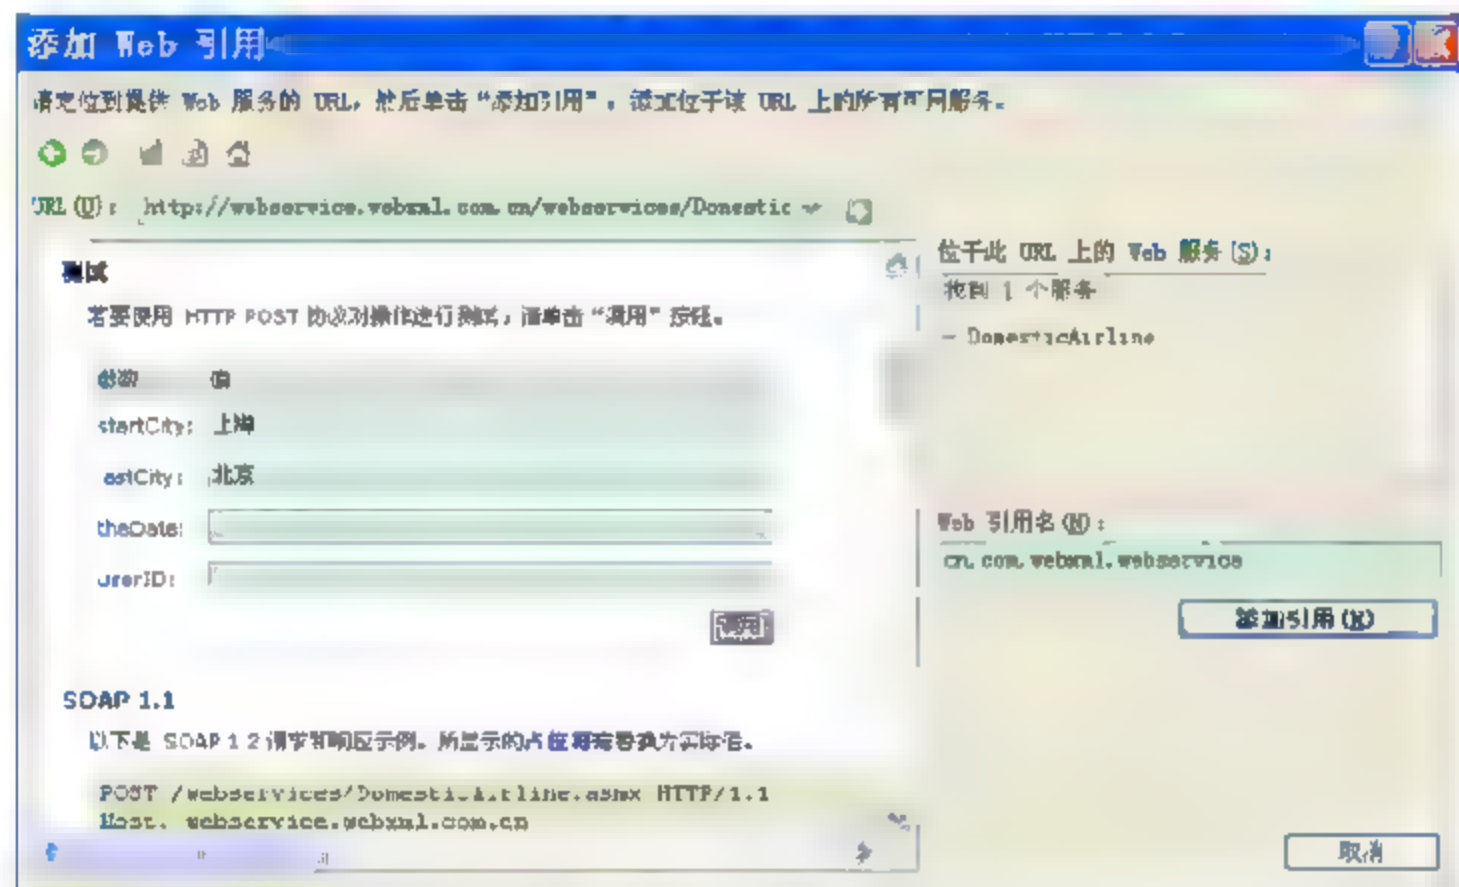 添加 Web 引用
请定位到提供 Web 服务的 URL，然后单击“添加引用”，添加位于该 URL 上的所有可用服务。
URL(U): http://webservice.webxml.com.cn/webservices/Domestic
测试
若要使用 HTTP POST 协议对操作进行测试，请单击“调用”按钮。
参数 值
startCity: 上海
lastCity: 北京
theDate:
userID:
调用
SOAP 1.1
以下是 SOAP 1.2 请求和响应示例。所显示的占位符需替换为实际值。
POST /webservices/DomesticAirline.asmx HTTP/1.1
Host: webservice.webxml.com.cn
位于此 URL 上的 Web 服务(S):
找到 1 个服务
- DomesticAirline
Web 引用名(N):
cn.com.webxml.webservice
添加引用(R)
取消